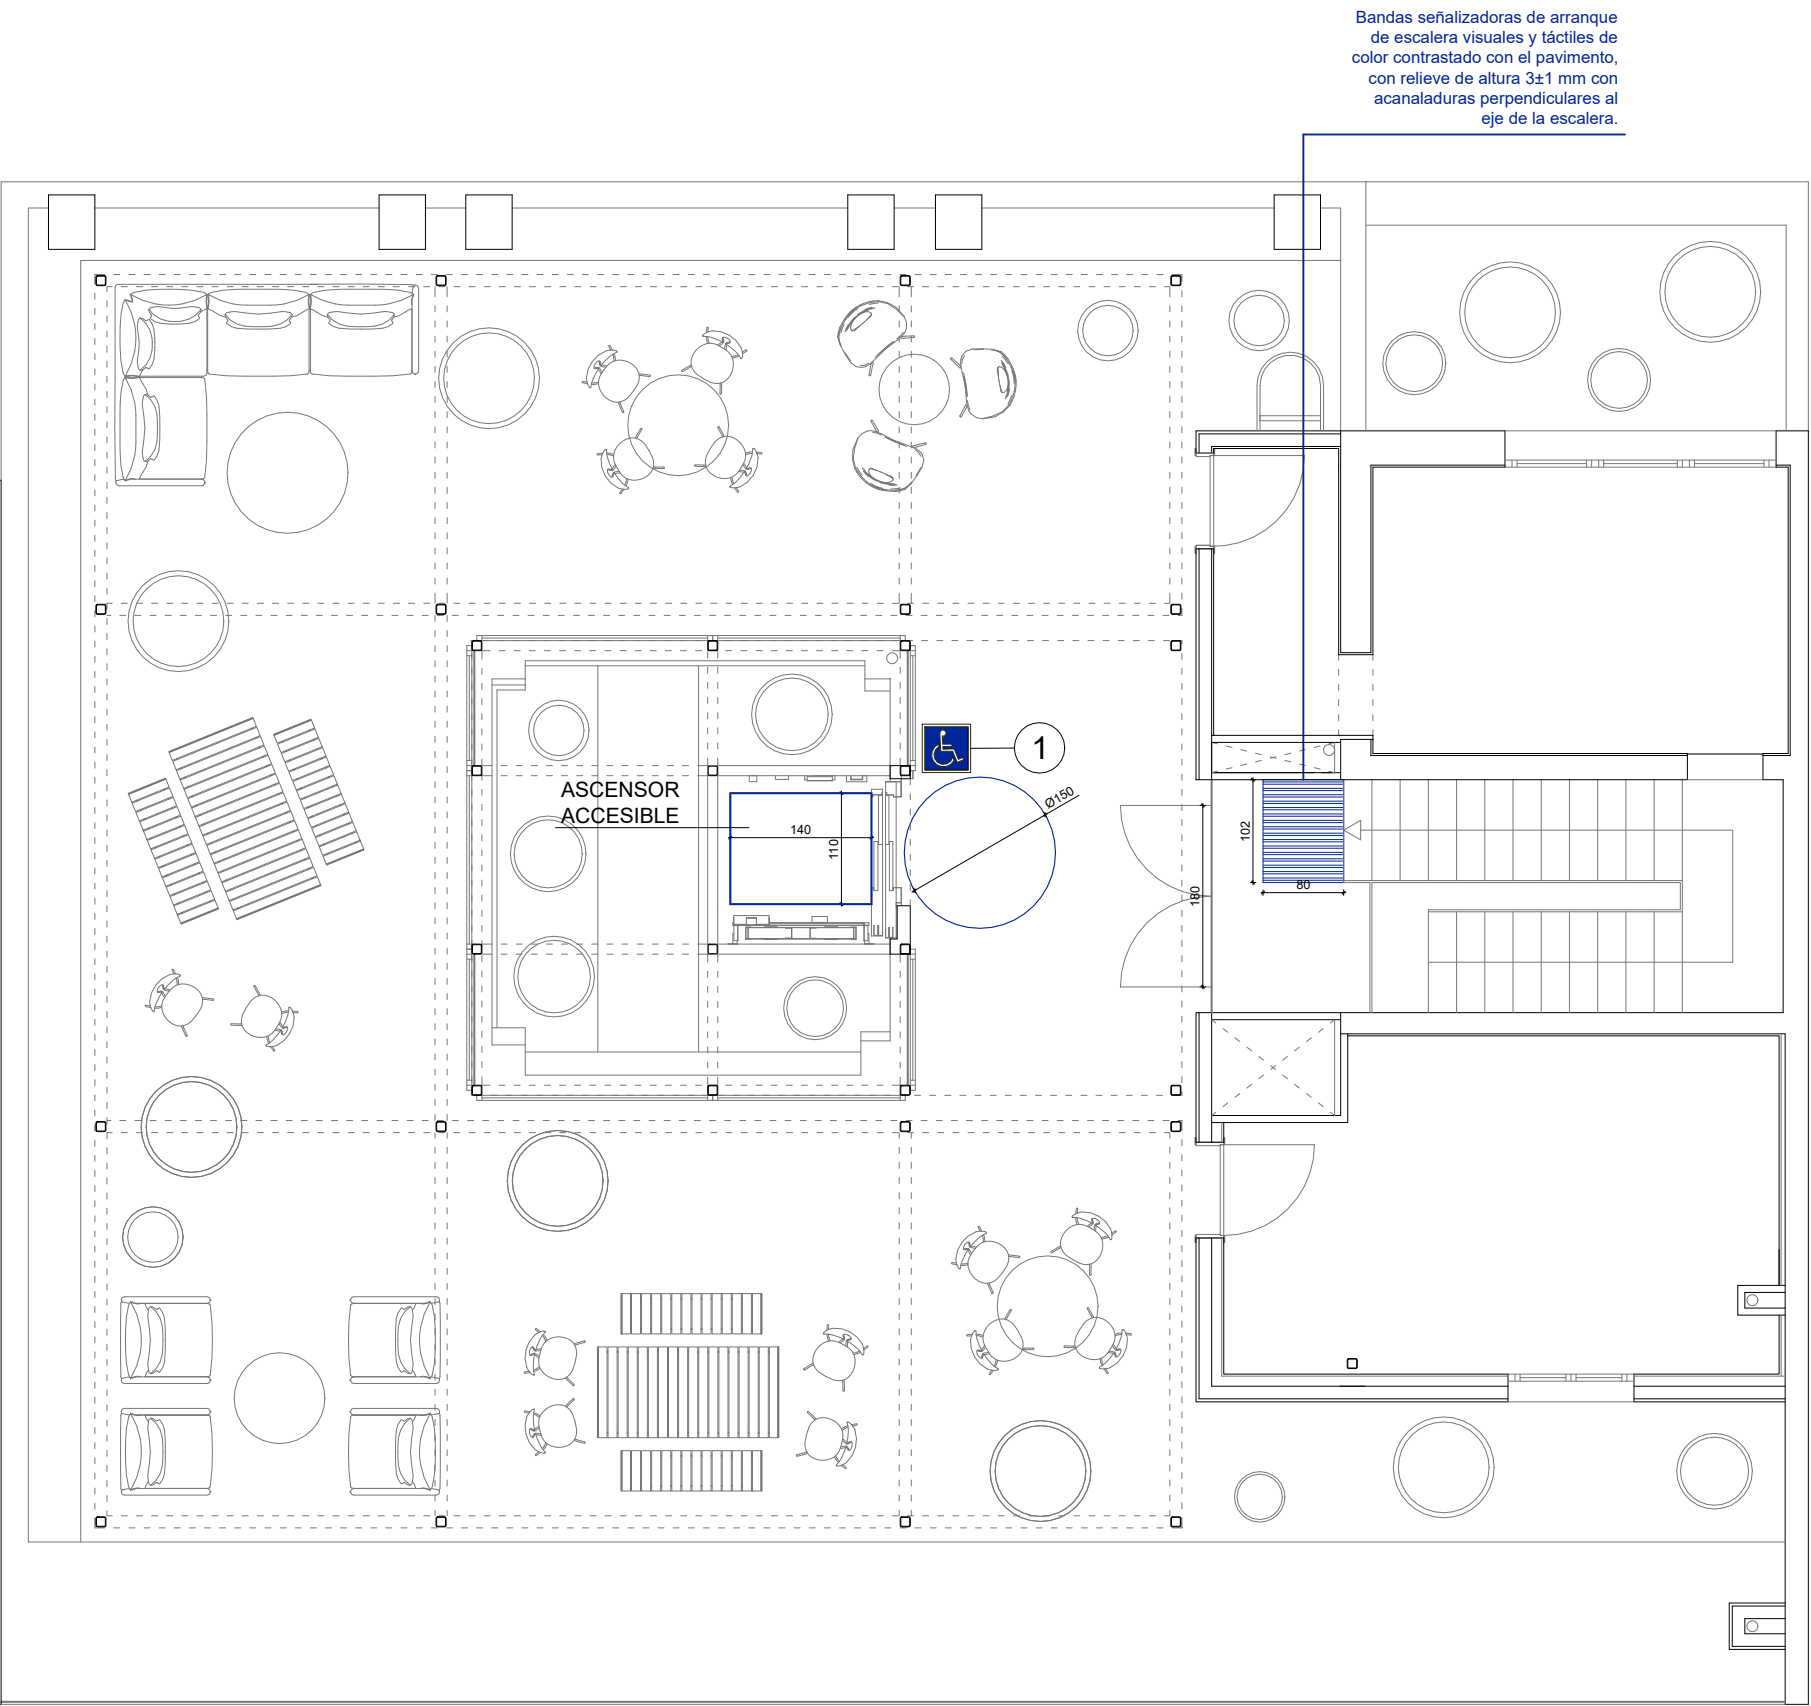 Bandas señalizadoras de arranque
de escalera visuales y táctiles de
color contrastado con el pavimento,
con relieve de altura 3±1 mm con
acanaladuras perpendiculares al
eje de la escalera.
1
ASCENSOR
ACCESIBLE
140
110
Ø150
180
102
80